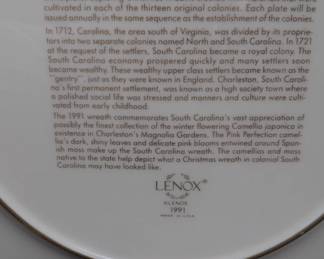 cultivated in each of the thirteen original colonies. Each plate will be
issued annually in the same sequence as the establishment of the colonies.
In 1712, Carolina, the area south of Virginia, was divided by its proprie-
tors into two separate colonies named North and South Carolina. In 1721
at the request of the settlers, South Carolina became a royal colony. The
South Carolina economy prospered quickly and many settlers soon
became wealthy. These wealthy upper class settlers became known as the
"gentry", just as they were known in England. Charleston, South Caroli-
na's first permanent settlement, was known as a high society town where
a polished social life was stressed and manners and culture were culti-
vated from early childhood.
The 1991 wreath commemorates South Carolina's vast appreciation of
possibly the finest collection of the winter flowering Camellia japonica in
existence in Charleston's Magnolia Gardens. The Pink Perfection camel-
lia's dark, shiny leaves and delicate pink blooms entwined around Span-
ish moss make up the South Carolina wreath. The camellias and moss
native to the state help depict what a Christmas wreath in colonial South
Carolina may have looked like.
LENOX®
©LENOX
1991
MADE IN U.S.A.